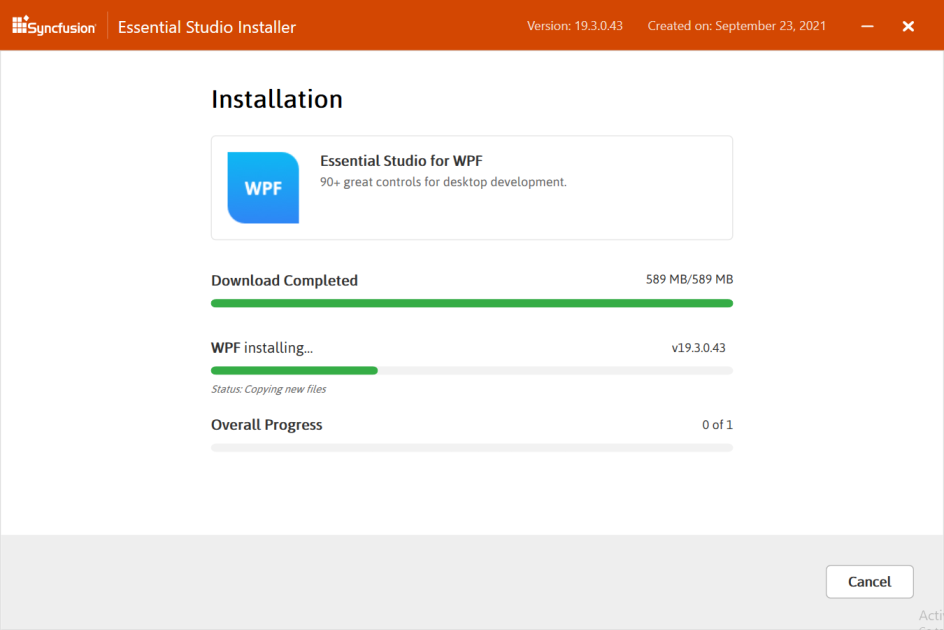 Syncfusion Essential Studio Installer Version: 19.3.0.43 Created on: September 23, 2021
Installation
WPF
Essential Studio for WPF
90+ great controls for desktop development.
Download Completed 589 MB/589 MB
WPF installing... v19.3.0.43
Status: Copying new files
Overall Progress 0 of 1
Cancel